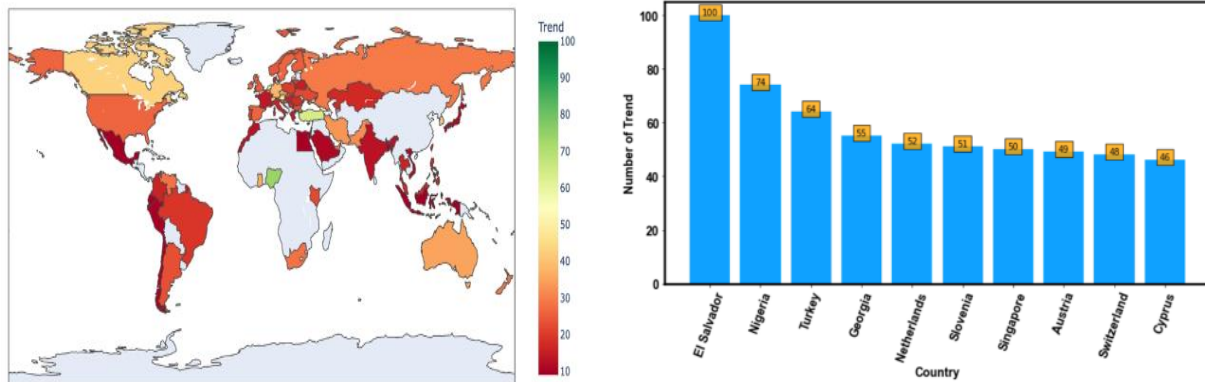 Trend
100
90
80
70
60
50
40
30
20
10
Number of Trend
100
80
60
40
20
0
100
74
64
55
52
51
50
49
48
46
El Salvador
Nigeria
Turkey
Georgia
Netherlands
Slovenia
Singapore
Austria
Switzerland
Cyprus
Country